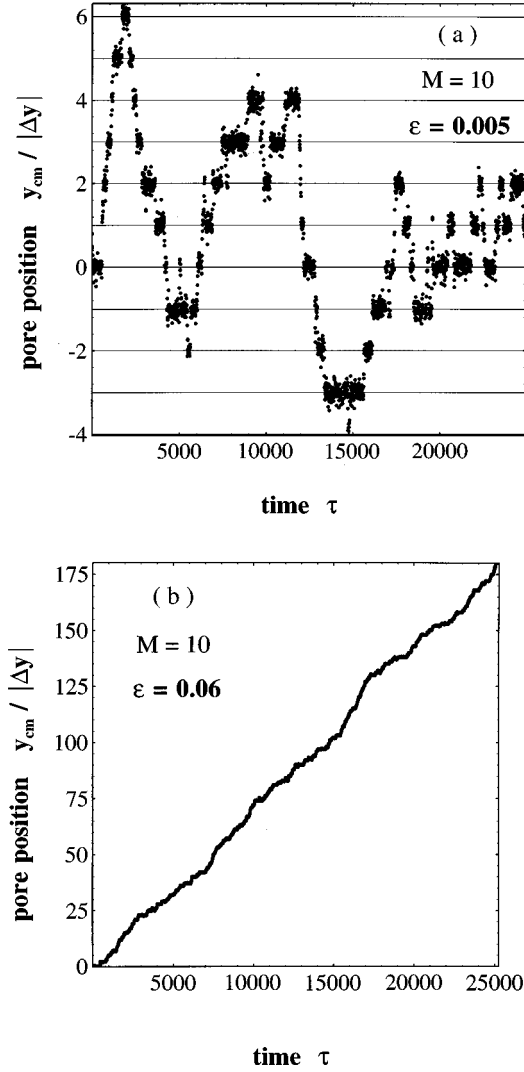 6
( a )
M = 10
ε = 0.005
4
2
0
-2
-4
pore position y_cm / |Δy|
5000 10000 15000 20000
time τ
175
( b )
M = 10
ε = 0.06
150
125
100
75
50
25
0
pore position y_cm / |Δy|
5000 10000 15000 20000 25000
time τ